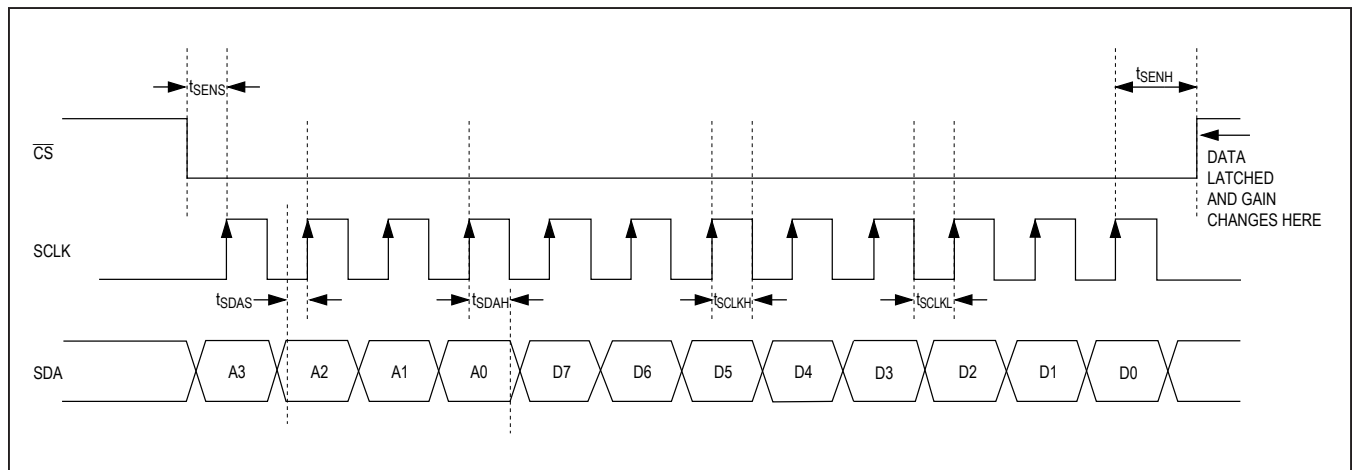 tSENS
tSENH
CS
DATA
LATCHED
AND GAIN
CHANGES HERE
SCLK
tSDAS
tSDAH
tSCLKH
tSCLKL
SDA
A3 A2 A1 A0 D7 D6 D5 D4 D3 D2 D1 D0